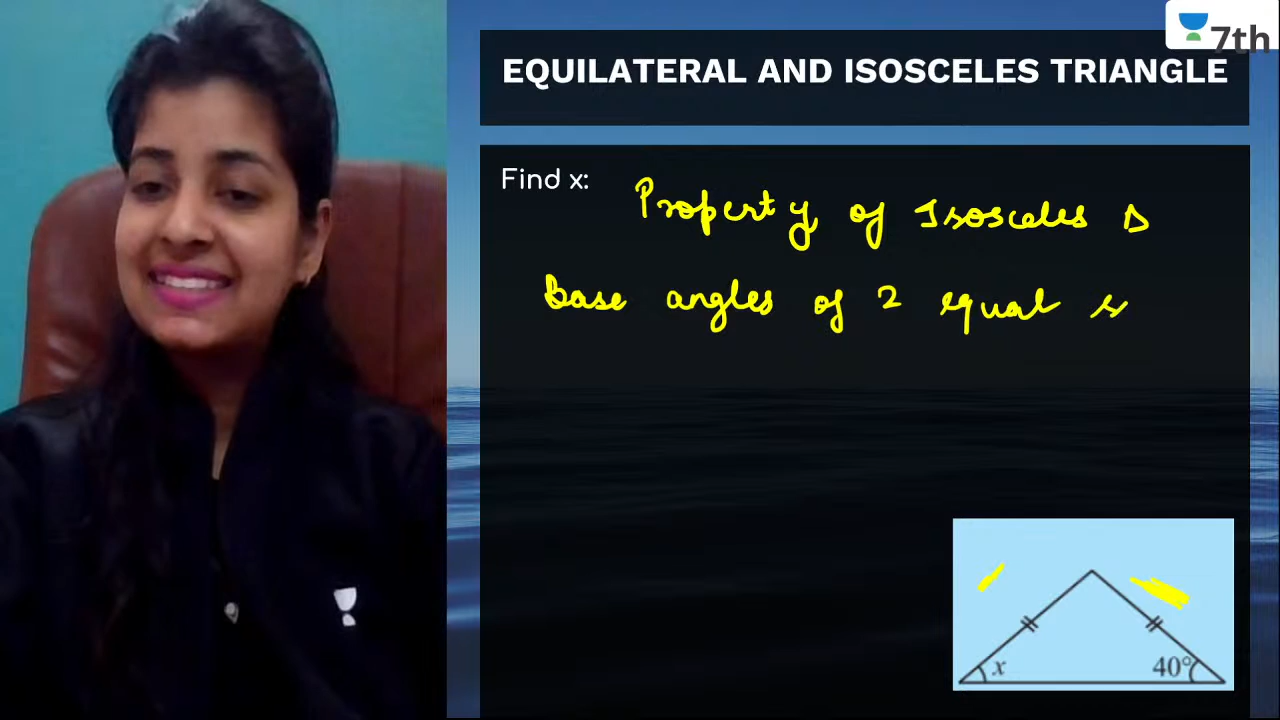 7th
EQUILATERAL AND ISOSCELES TRIANGLE
Find x:
Property of Isosceles Δ
Base angles of 2 equal
x
40°